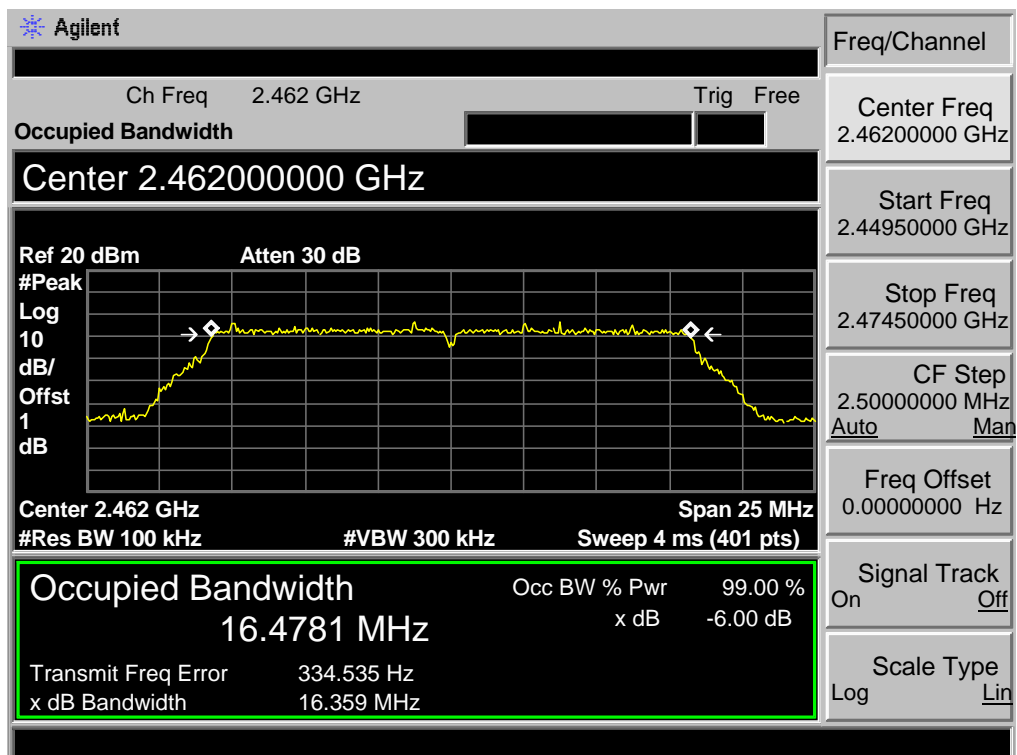 Agilent
Freq/Channel
Ch Freq 2.462 GHz Trig Free
Occupied Bandwidth
Center 2.462000000 GHz
Ref 20 dBm Atten 30 dB
#Peak
Log
10
dB/
Offst
1
dB
Center 2.462 GHz Span 25 MHz
#Res BW 100 kHz #VBW 300 kHz Sweep 4 ms (401 pts)
Occupied Bandwidth
16.4781 MHz
Occ BW % Pwr 99.00 %
x dB -6.00 dB
Transmit Freq Error 334.535 Hz
x dB Bandwidth 16.359 MHz
Center Freq
2.46200000 GHz
Start Freq
2.44950000 GHz
Stop Freq
2.47450000 GHz
CF Step
2.50000000 MHz
Auto Man
Freq Offset
0.00000000 Hz
Signal Track
On Off
Scale Type
Log Lin